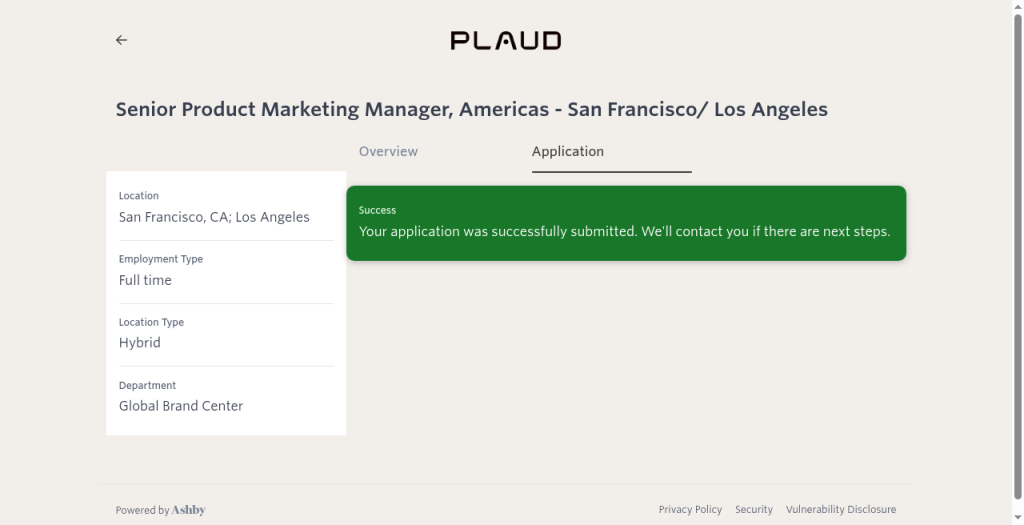 PLAUD
Senior Product Marketing Manager, Americas - San Francisco/ Los Angeles
Overview
Application
Location
San Francisco, CA; Los Angeles
Employment Type
Full time
Location Type
Hybrid
Department
Global Brand Center
Success
Your application was successfully submitted. We'll contact you if there are next steps.
Powered by Ashby
Privacy Policy
Security
Vulnerability Disclosure